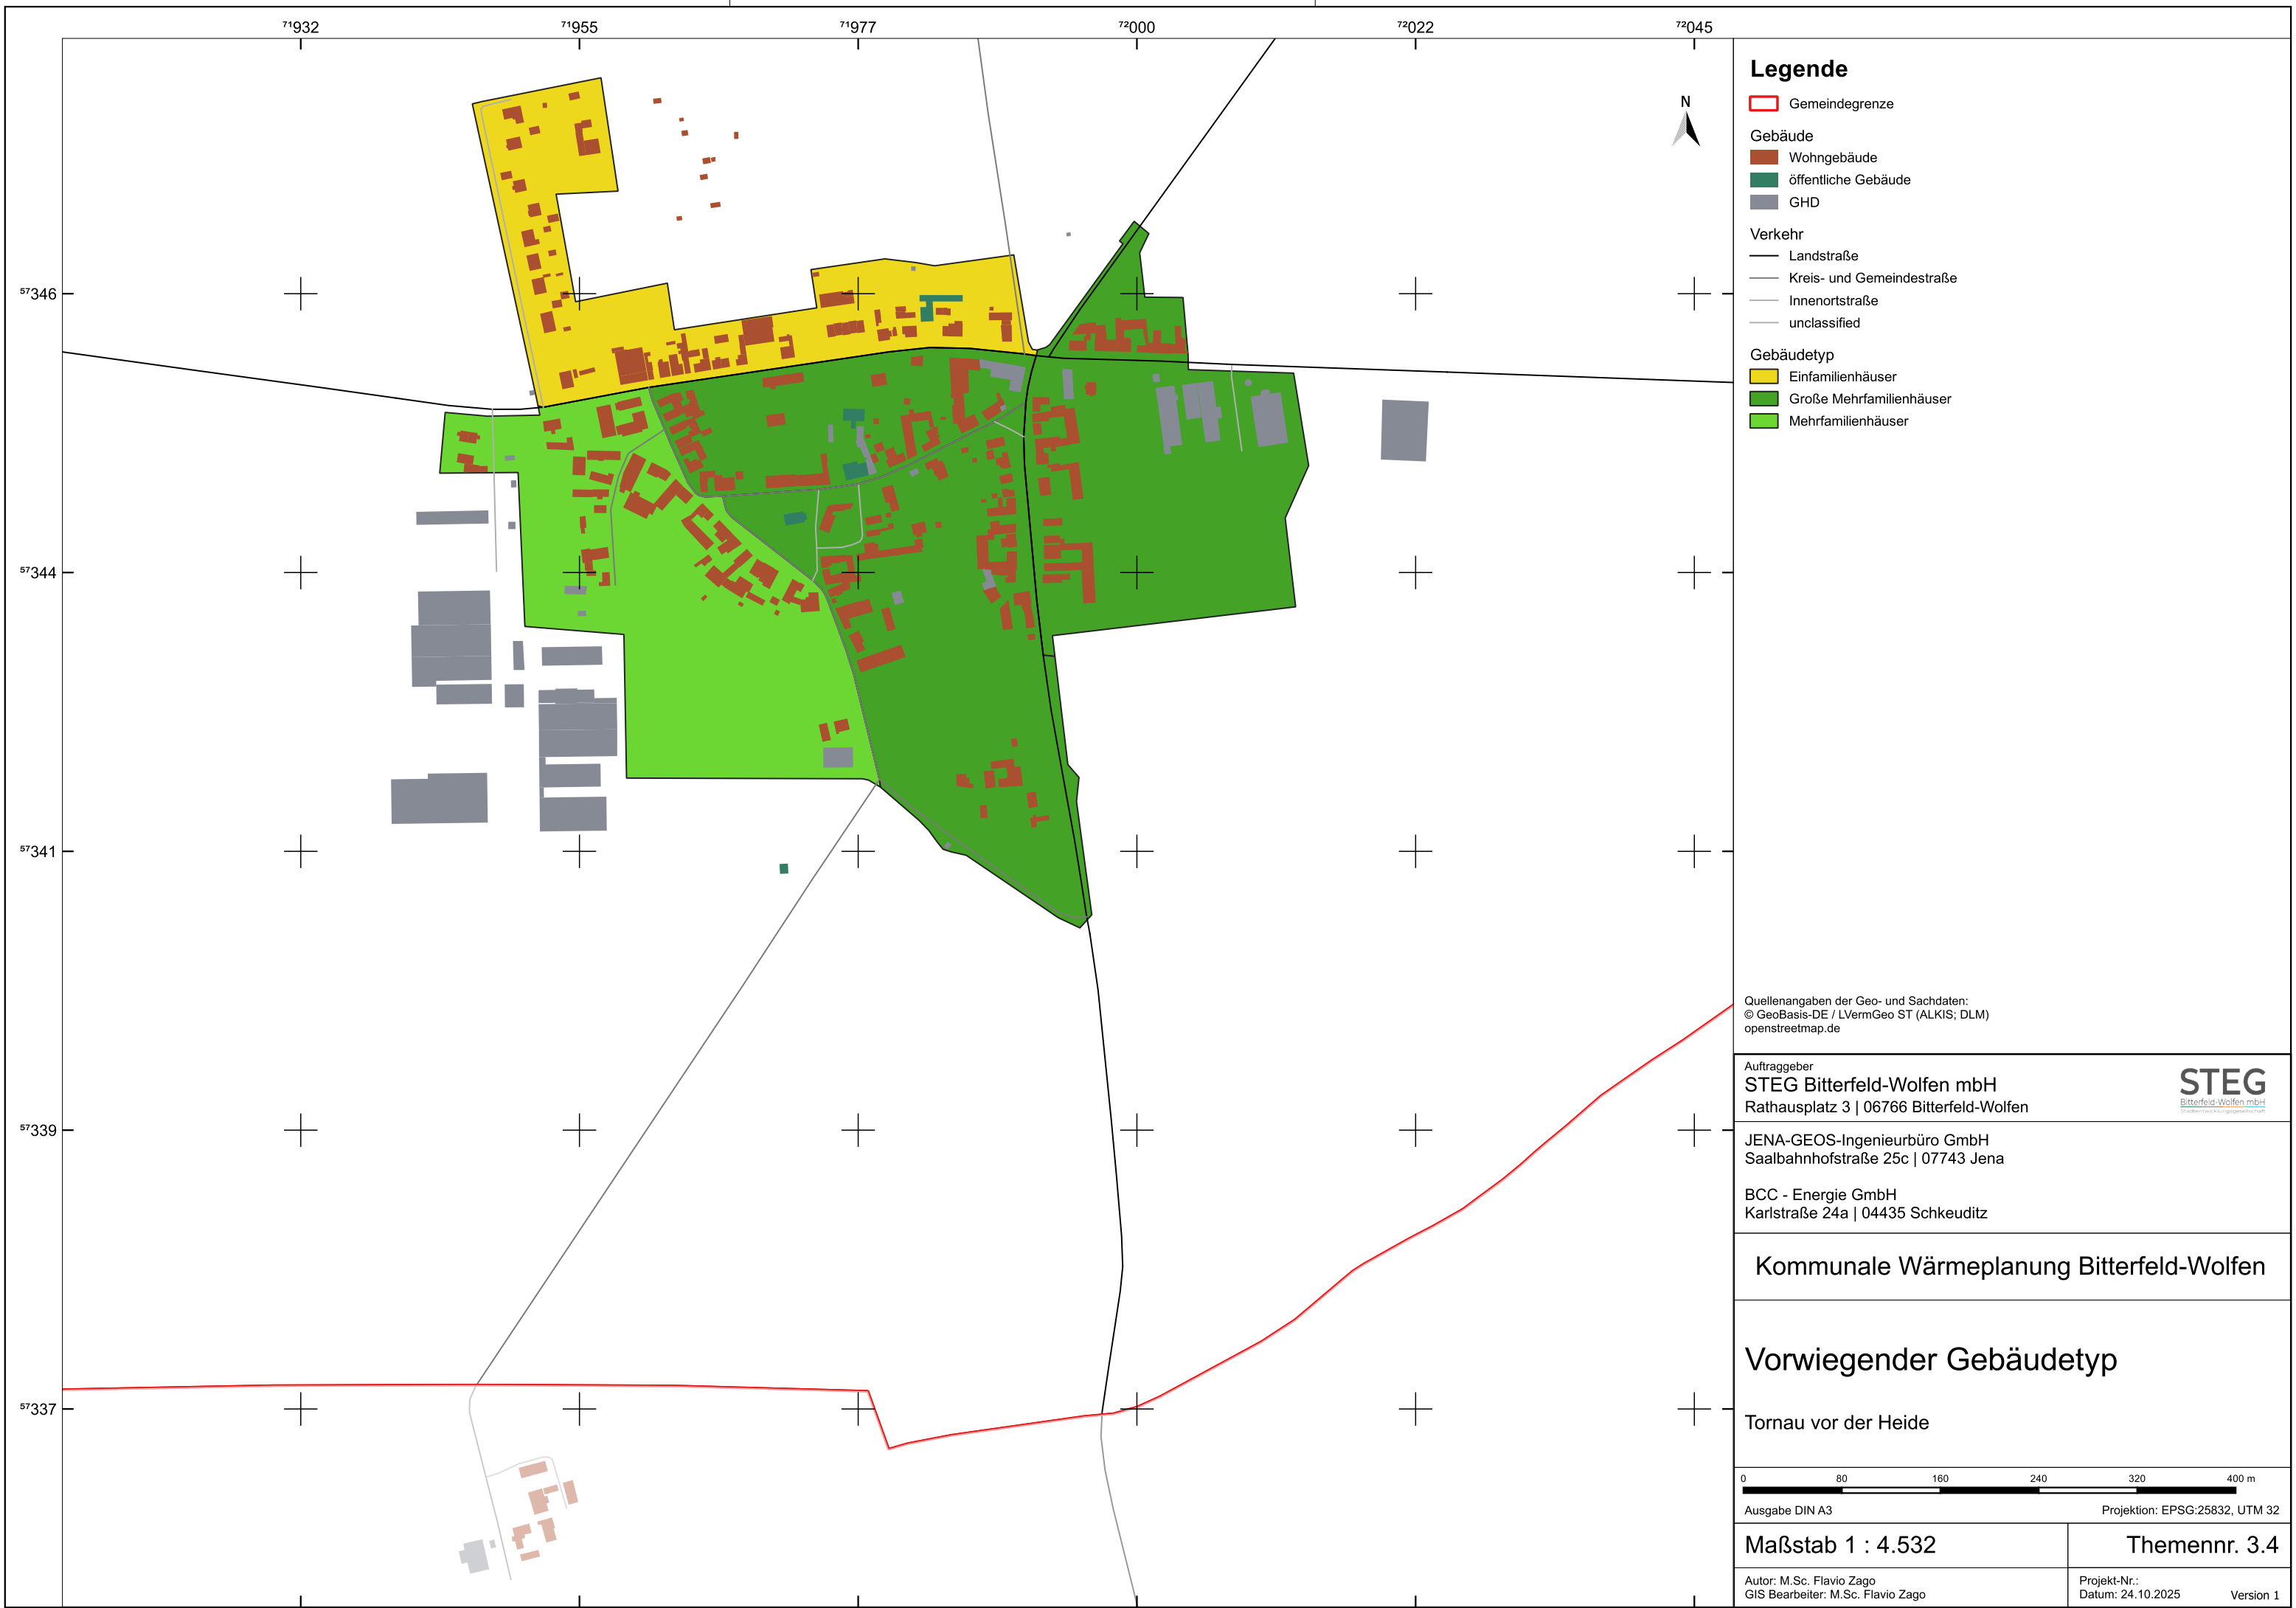 ⁷¹932
⁷¹955
⁷¹977
⁷²000
⁷²022
⁷²045
⁵⁷346
⁵⁷344
⁵⁷341
⁵⁷339
⁵⁷337
N
Legende
Gemeindegrenze
Gebäude
Wohngebäude
öffentliche Gebäude
GHD
Verkehr
Landstraße
Kreis- und Gemeindestraße
Innenortstraße
unclassified
Gebäudetyp
Einfamilienhäuser
Große Mehrfamilienhäuser
Mehrfamilienhäuser
Quellenangaben der Geo- und Sachdaten:
© GeoBasis-DE / LVermGeo ST (ALKIS; DLM)
openstreetmap.de
Auftraggeber
STEG Bitterfeld-Wolfen mbH
Rathausplatz 3 | 06766 Bitterfeld-Wolfen
STEG
Bitterfeld-Wolfen mbH
Stadtentwicklungsgesellschaft
JENA-GEOS-Ingenieurbüro GmbH
Saalbahnhofstraße 25c | 07743 Jena
BCC - Energie GmbH
Karlstraße 24a | 04435 Schkeuditz
Kommunale Wärmeplanung Bitterfeld-Wolfen
Vorwiegender Gebäudetyp
Tornau vor der Heide
0 80 160 240 320 400 m
Ausgabe DIN A3
Projektion: EPSG:25832, UTM 32
Maßstab 1 : 4.532
Themennr. 3.4
Autor: M.Sc. Flavio Zago
GIS Bearbeiter: M.Sc. Flavio Zago
Projekt-Nr.:
Datum: 24.10.2025
Version 1